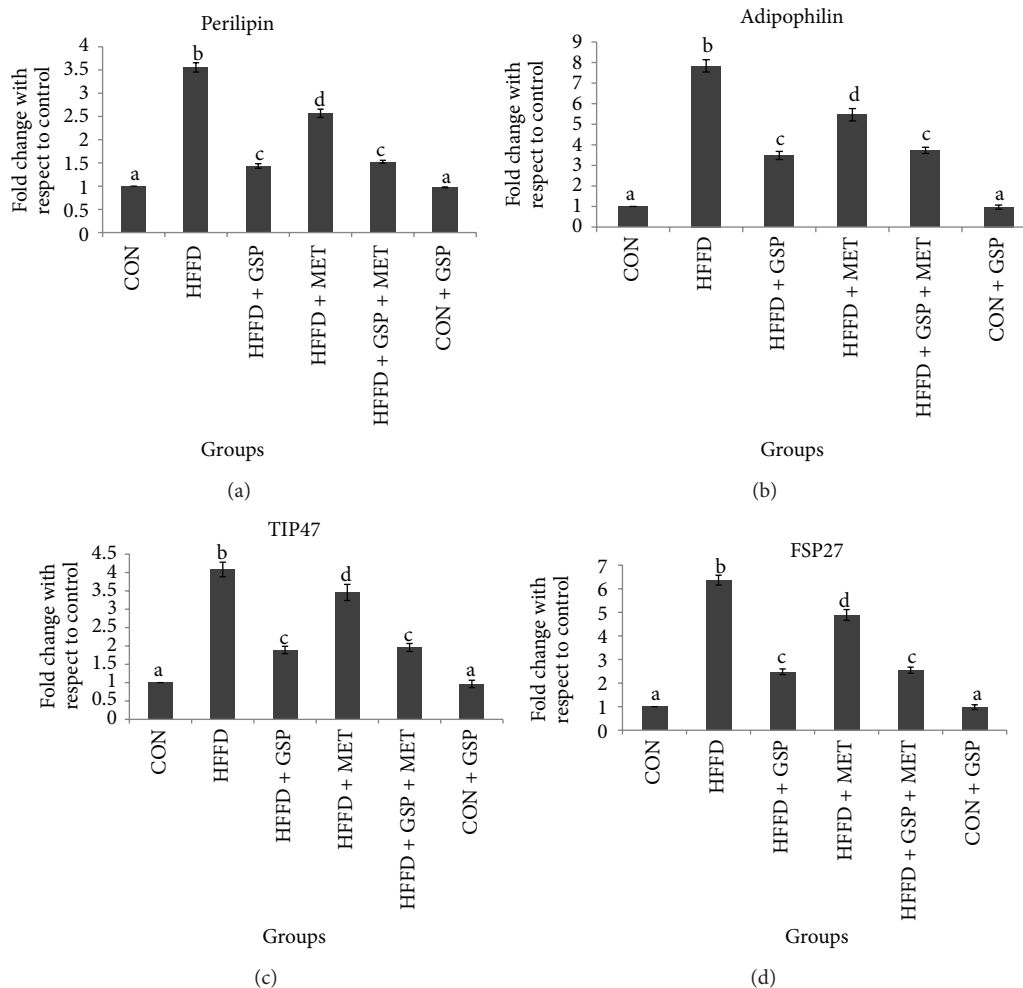 Perilipin
Fold change with
respect to control
4
3.5
3
2.5
2
1.5
1
0.5
0
a
b
c
d
c
a
CON
HFFD
HFFD + GSP
HFFD + MET
HFFD + GSP + MET
CON + GSP
Groups
(a)
Adipophilin
Fold change with
respect to control
9
8
7
6
5
4
3
2
1
0
a
b
c
d
c
a
CON
HFFD
HFFD + GSP
HFFD + MET
HFFD + GSP + MET
CON + GSP
Groups
(b)
TIP47
Fold change with
respect to control
4.5
4
3.5
3
2.5
2
1.5
1
0.5
0
a
b
c
d
c
a
CON
HFFD
HFFD + GSP
HFFD + MET
HFFD + GSP + MET
CON + GSP
Groups
(c)
FSP27
Fold change with
respect to control
7
6
5
4
3
2
1
0
a
b
c
d
c
a
CON
HFFD
HFFD + GSP
HFFD + MET
HFFD + GSP + MET
CON + GSP
Groups
(d)